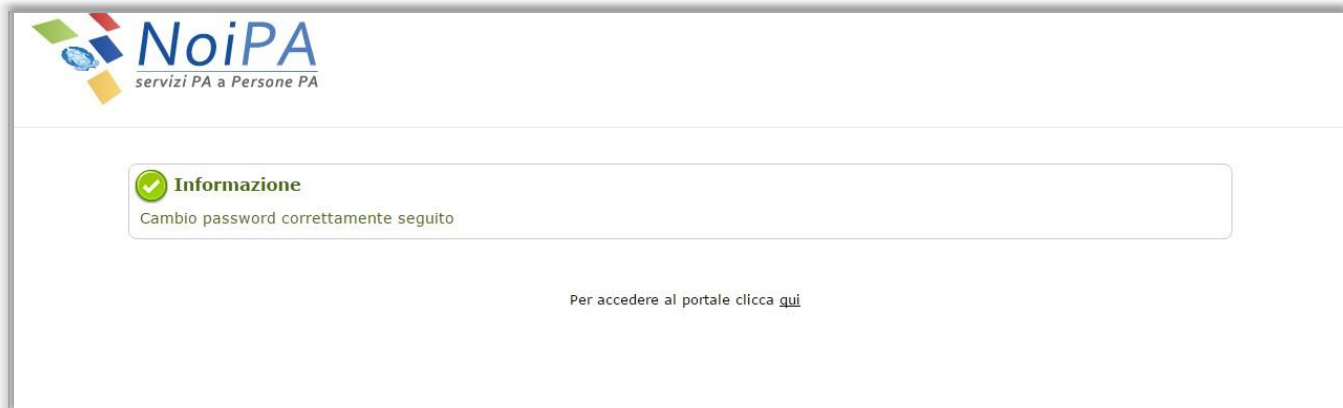 NoiPA
servizi PA a Persone PA
Informazione
Cambio password correttamente seguito
Per accedere al portale clicca qui